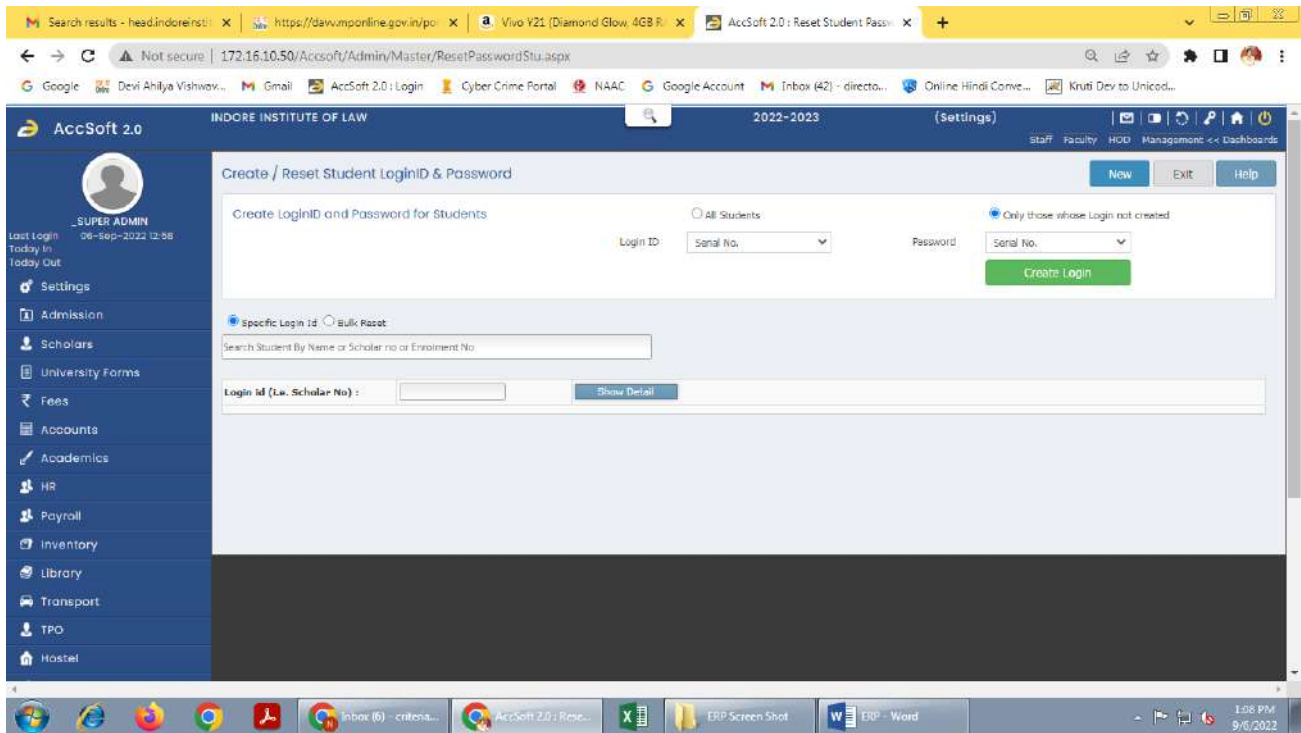 Search results - head.indoreinsti
https://davv.mponline.gov.in/por
Vivo Y21 (Diamond Glow, 4GB R
AccSoft 2.0 : Reset Student Passw
Not secure | 172.16.10.50/Accsoft/Admin/Master/ResetPasswordStu.aspx
Google
Devi Ahilya Vishwav...
Gmail
AccSoft 2.0 : Login
Cyber Crime Portal
NAAC
Google Account
Inbox (42) - directo...
Online Hindi Conve...
Kruti Dev to Unicod...
AccSoft 2.0
INDORE INSTITUTE OF LAW
2022-2023
(Settings)
Staff Faculty HOD Management << Dashboards
_SUPER ADMIN
Last Login 06-Sep-2022 12:58
Today In
Today Out
Settings
Admission
Scholars
University Forms
Fees
Accounts
Academics
HR
Payroll
Inventory
Library
Transport
TPO
Hostel
Create / Reset Student LoginID & Password
New
Exit
Help
Create LoginID and Password for Students
All Students
Only those whose Login not created
Login ID
Serial No.
Password
Serial No.
Create Login
Specific Login Id
Bulk Reset
Search Student By Name or Scholar no or Enrolment No
Login id (i.e. Scholar No) :
Show Detail
Inbox (6) - criteria...
AccSoft 2.0 : Rese...
ERP Screen Shot
ERP - Word
1:08 PM
9/6/2022